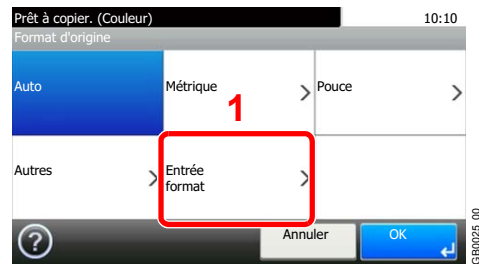 Prêt à copier. (Couleur) 10:10
Format d'origine
Auto
Métrique
Pouce
1
Autres
Entrée
format
?
Annuler
OK
GB0025_00